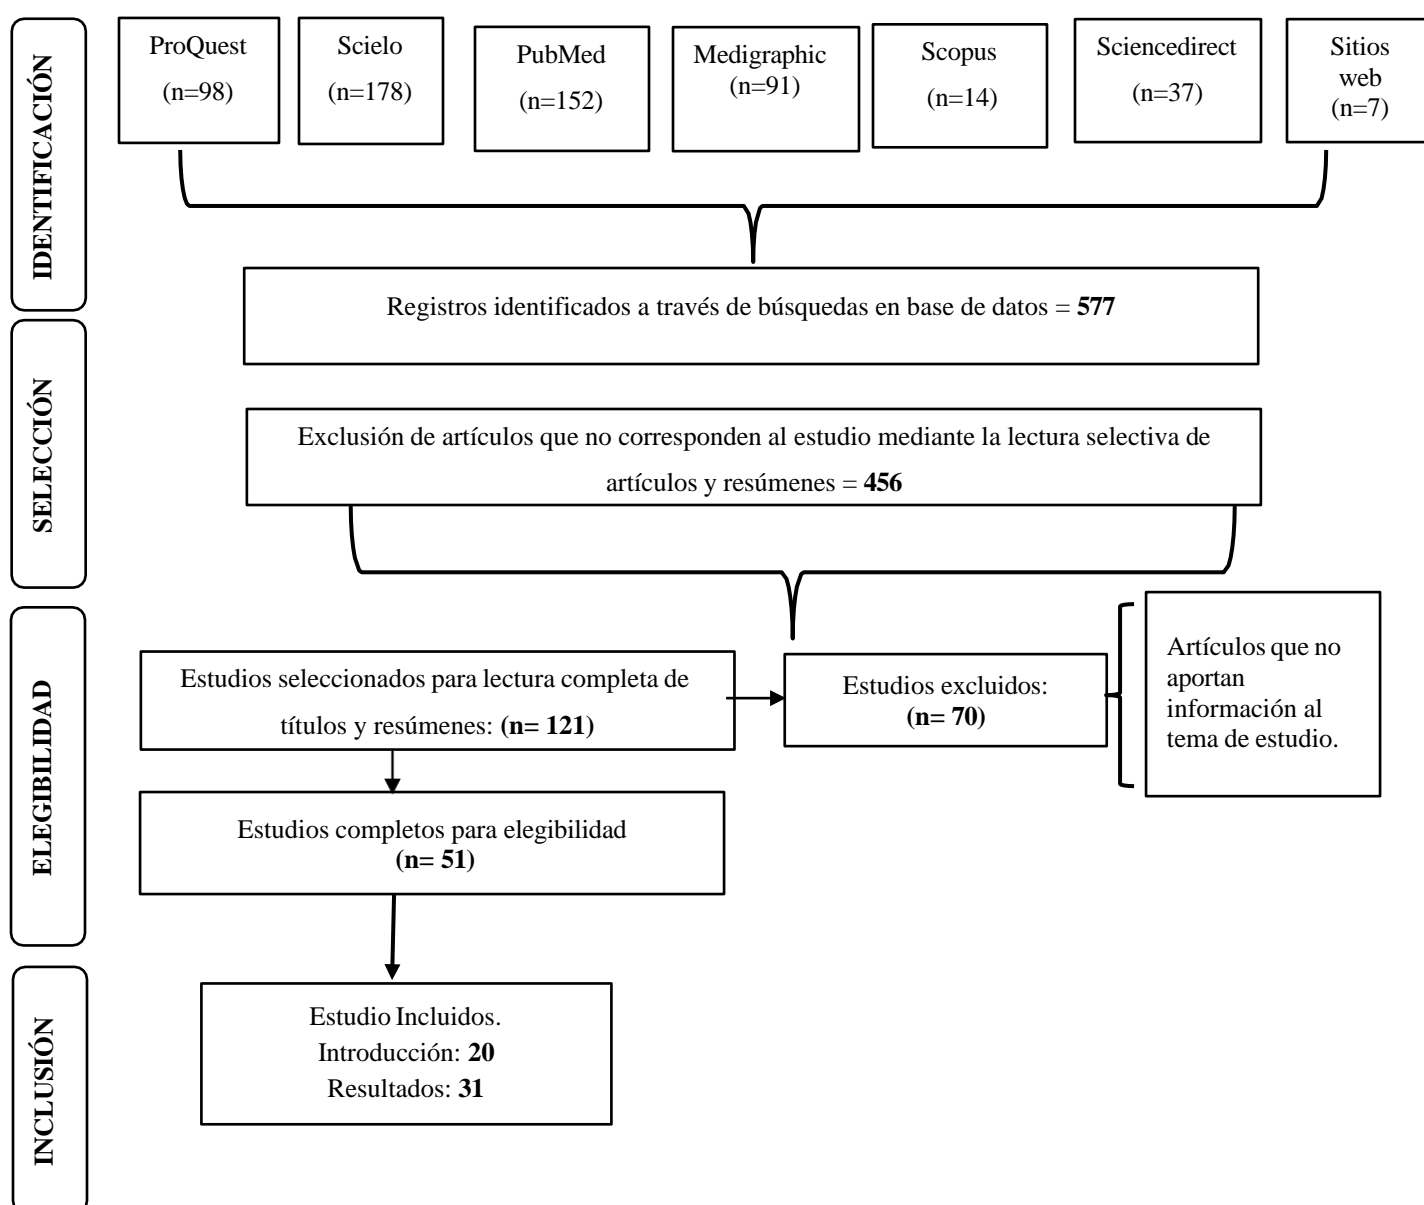 IDENTIFICACIÓN
ProQuest
(n=98)
Scielo
(n=178)
PubMed
(n=152)
Medigraphic
(n=91)
Scopus
(n=14)
Sciencedirect
(n=37)
Sitios
web
(n=7)
Registros identificados a través de búsquedas en base de datos = 577
SELECCIÓN
Exclusión de artículos que no corresponden al estudio mediante la lectura selectiva de
artículos y resúmenes = 456
ELEGIBILIDAD
Estudios seleccionados para lectura completa de
títulos y resúmenes: (n= 121)
Estudios excluidos:
(n= 70)
Artículos que no
aportan
información al
tema de estudio.
Estudios completos para elegibilidad
(n= 51)
INCLUSIÓN
Estudio Incluidos.
Introducción: 20
Resultados: 31